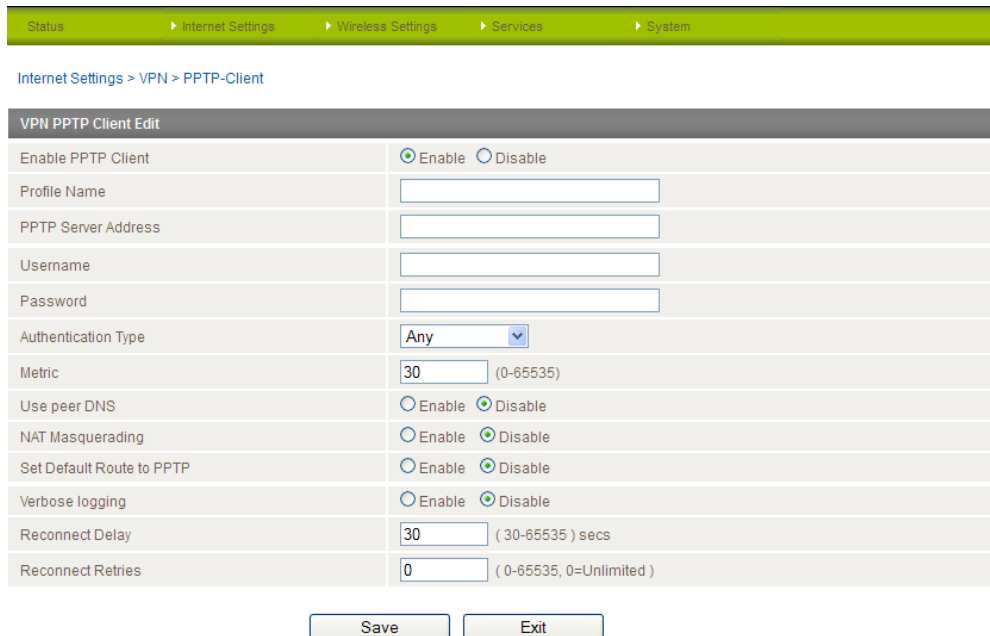 Status Internet Settings Wireless Settings Services System
Internet Settings > VPN > PPTP-Client
VPN PPTP Client Edit
Enable PPTP Client Enable Disable
Profile Name
PPTP Server Address
Username
Password
Authentication Type Any
Metric 30 (0-65535)
Use peer DNS Enable Disable
NAT Masquerading Enable Disable
Set Default Route to PPTP Enable Disable
Verbose logging Enable Disable
Reconnect Delay 30 ( 30-65535 ) secs
Reconnect Retries 0 ( 0-65535, 0=Unlimited )
Save Exit